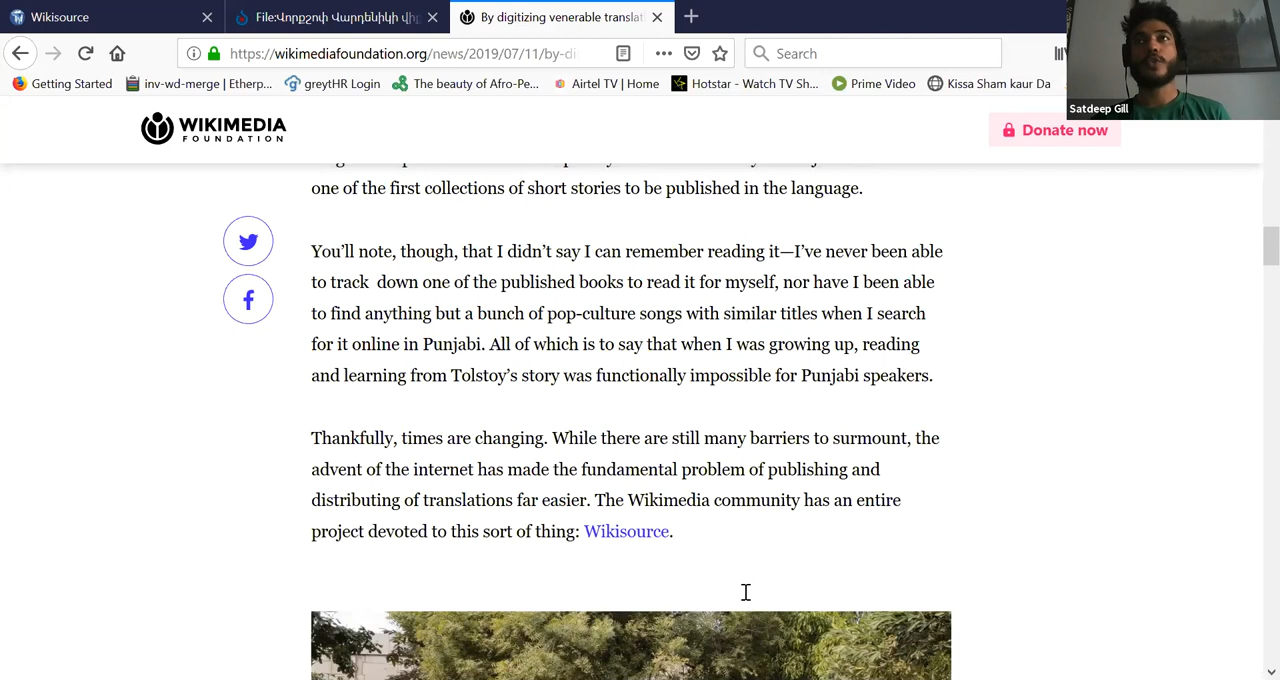 Wikisource
File:Վորքշոփ Վարդենիկի վիր
By digitizing venerable translati
https://wikimediafoundation.org/news/2019/07/11/by-di
Search
Getting Started
inv-wd-merge | Etherp...
greytHR Login
The beauty of Afro-Pe...
Airtel TV | Home
Hotstar - Watch TV Sh...
Prime Video
Kissa Sham kaur Da
Satdeep Gill
WIKIMEDIA
FOUNDATION
Donate now
one of the first collections of short stories to be published in the language.
You’ll note, though, that I didn’t say I can remember reading it—I’ve never been able
to track down one of the published books to read it for myself, nor have I been able
to find anything but a bunch of pop-culture songs with similar titles when I search
for it online in Punjabi. All of which is to say that when I was growing up, reading
and learning from Tolstoy’s story was functionally impossible for Punjabi speakers.
Thankfully, times are changing. While there are still many barriers to surmount, the
advent of the internet has made the fundamental problem of publishing and
distributing of translations far easier. The Wikimedia community has an entire
project devoted to this sort of thing: Wikisource.